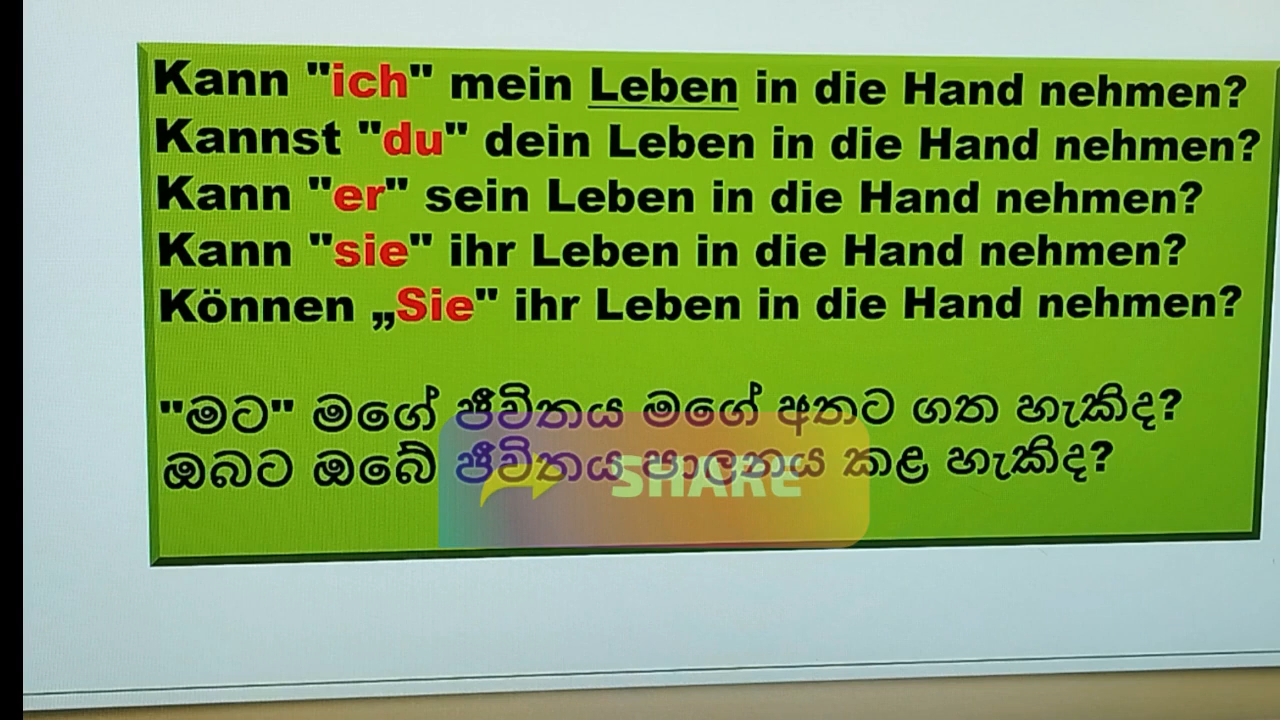 Kann "ich" mein Leben in die Hand nehmen?
Kannst "du" dein Leben in die Hand nehmen?
Kann "er" sein Leben in die Hand nehmen?
Kann "sie" ihr Leben in die Hand nehmen?
Können „Sie" ihr Leben in die Hand nehmen?
"මට" මගේ ජීවිතය මගේ අතට ගත හැකිද?
ඔබට ඔබේ ජීවිතය පාලනය කළ හැකිද?
SHARE